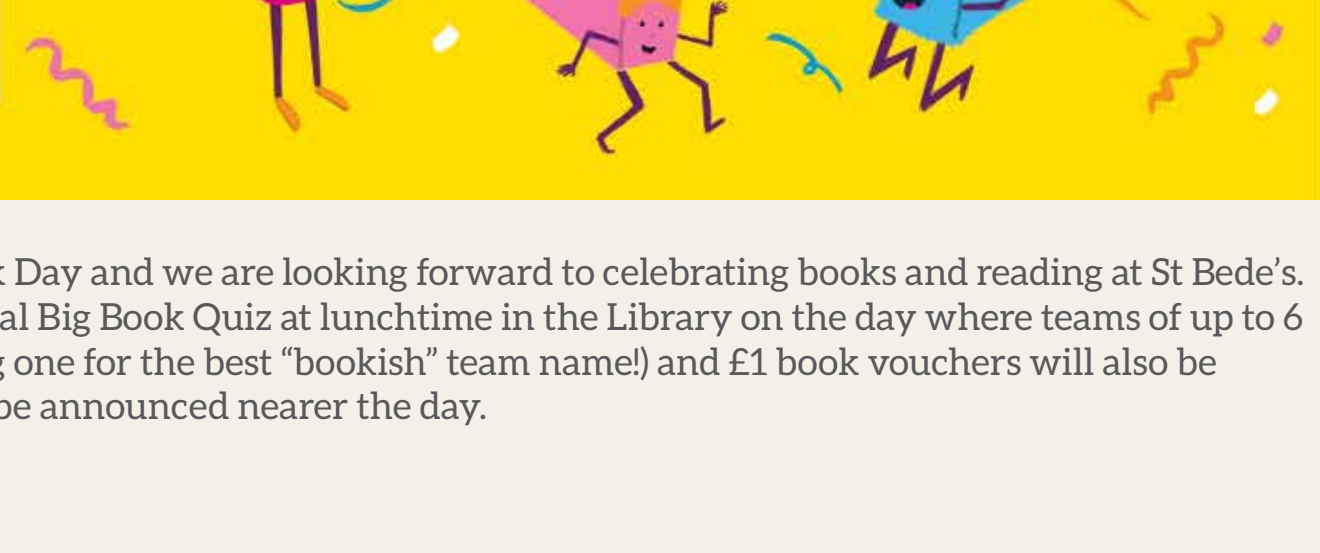 Day and we are looking forward to celebrating books and reading at St Bede’s.
al Big Book Quiz at lunchtime in the Library on the day where teams of up to 6
one for the best “bookish” team name!) and £1 book vouchers will also be
be announced nearer the day.